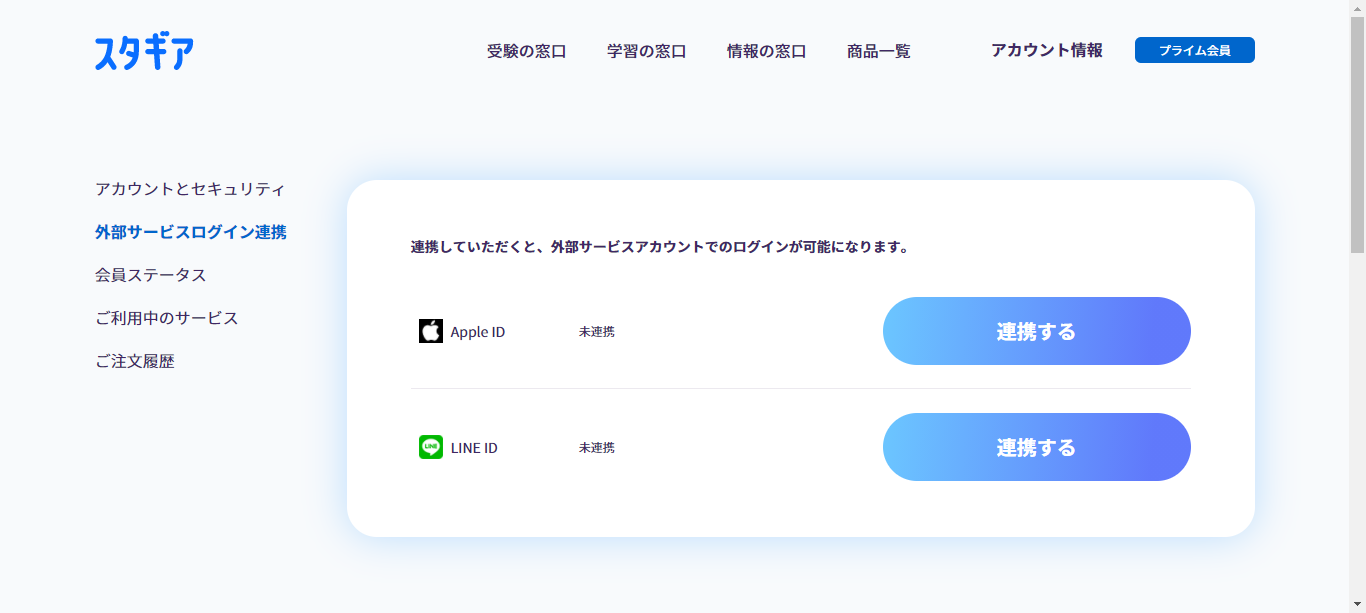 スタギア
受験の窓口
学習の窓口
情報の窓口
商品一覧
アカウント情報
プライム会員
アカウントとセキュリティ
外部サービスログイン連携
会員ステータス
ご利用中のサービス
ご注文履歴
連携していただくと、外部サービスアカウントでのログインが可能になります。
Apple ID
未連携
連携する
LINE
LINE ID
未連携
連携する